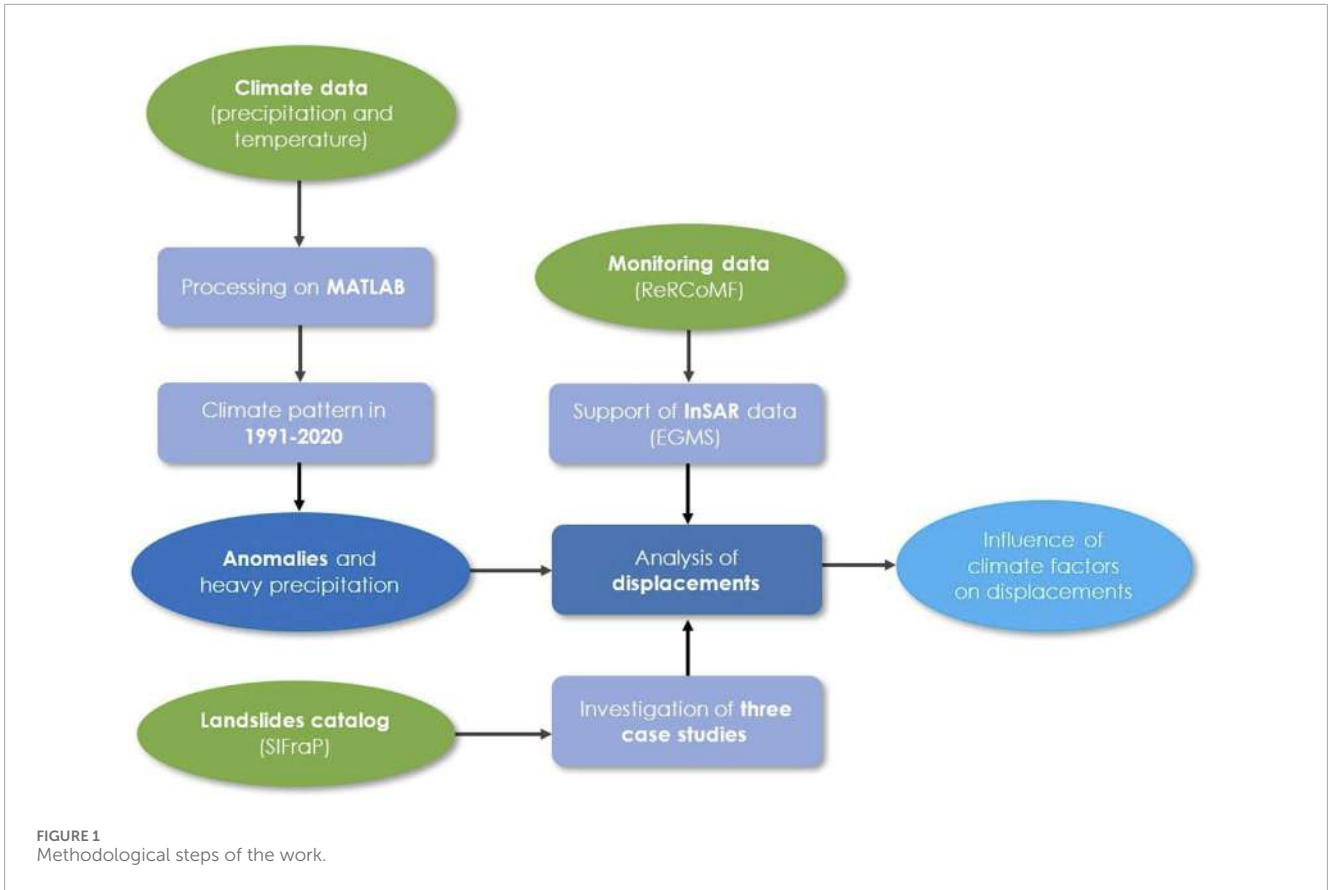 Climate data
(precipitation and
temperature)
Processing on MATLAB
Climate pattern in
1991-2020
Anomalies and
heavy precipitation
Landslides catalog
(SIFraP)
Monitoring data
(ReRCoMF)
Support of InSAR data
(EGMS)
Analysis of
displacements
Investigation of three
case studies
Influence of
climate factors
on displacements
FIGURE 1
Methodological steps of the work.